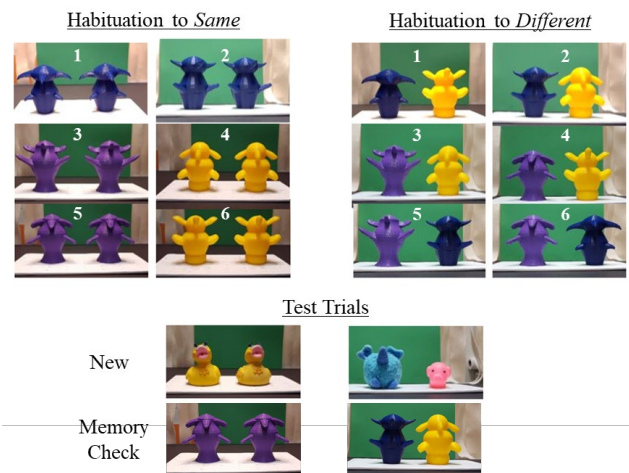 Habituation to Same
Habituation to Different
1
2
3
4
5
6
1
2
3
4
5
6
Test Trials
New
Memory
Check